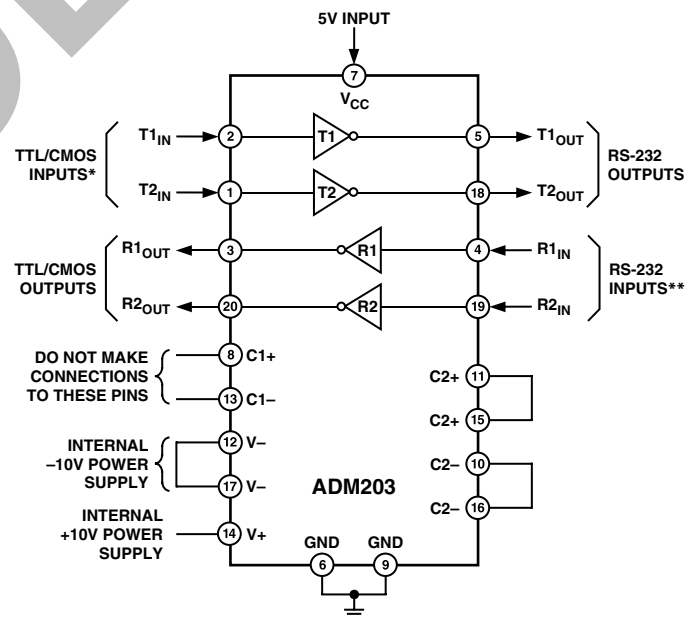 5V INPUT
7
VCC
T1IN
2
T1
5
T1OUT
TTL/CMOS
INPUTS*
RS-232
OUTPUTS
T2IN
1
T2
18
T2OUT
R1OUT
3
R1
4
R1IN
TTL/CMOS
OUTPUTS
RS-232
INPUTS**
R2OUT
20
R2
19
R2IN
DO NOT MAKE
CONNECTIONS
TO THESE PINS
8 C1+
13 C1–
C2+ 11
C2+ 15
INTERNAL
–10V POWER
SUPPLY
12 V–
17 V–
C2– 10
C2– 16
ADM203
INTERNAL
+10V POWER
SUPPLY
14 V+
GND GND
6 9